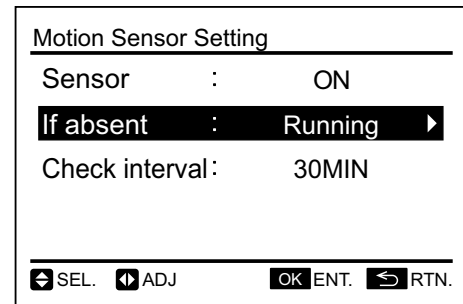 Motion Sensor Setting
Sensor : ON
If absent : Running
Check interval: 30MIN
SEL. ADJ OK ENT. RTN.